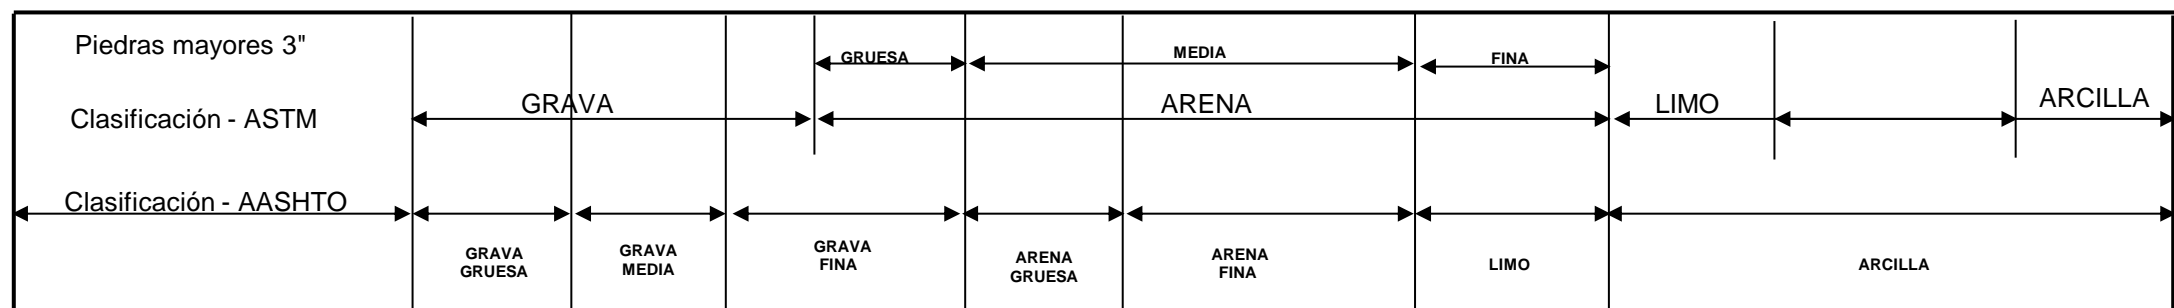 Piedras mayores 3"
GRUESA
MEDIA
FINA
Clasificación - ASTM
GRAVA
ARENA
LIMO
ARCILLA
Clasificación - AASHTO
GRAVA
GRUESA
GRAVA
MEDIA
GRAVA
FINA
ARENA
GRUESA
ARENA
FINA
LIMO
ARCILLA